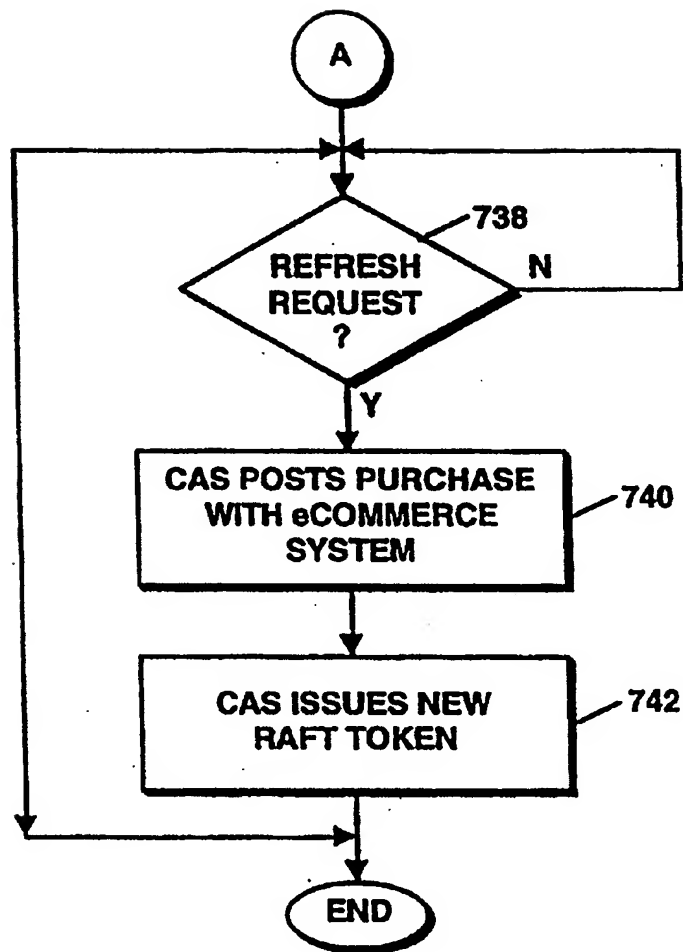 A
738
REFRESH
REQUEST
?
N
Y
CAS POSTS PURCHASE
WITH eCOMMERCE
SYSTEM
740
CAS ISSUES NEW
RAFT TOKEN
742
END